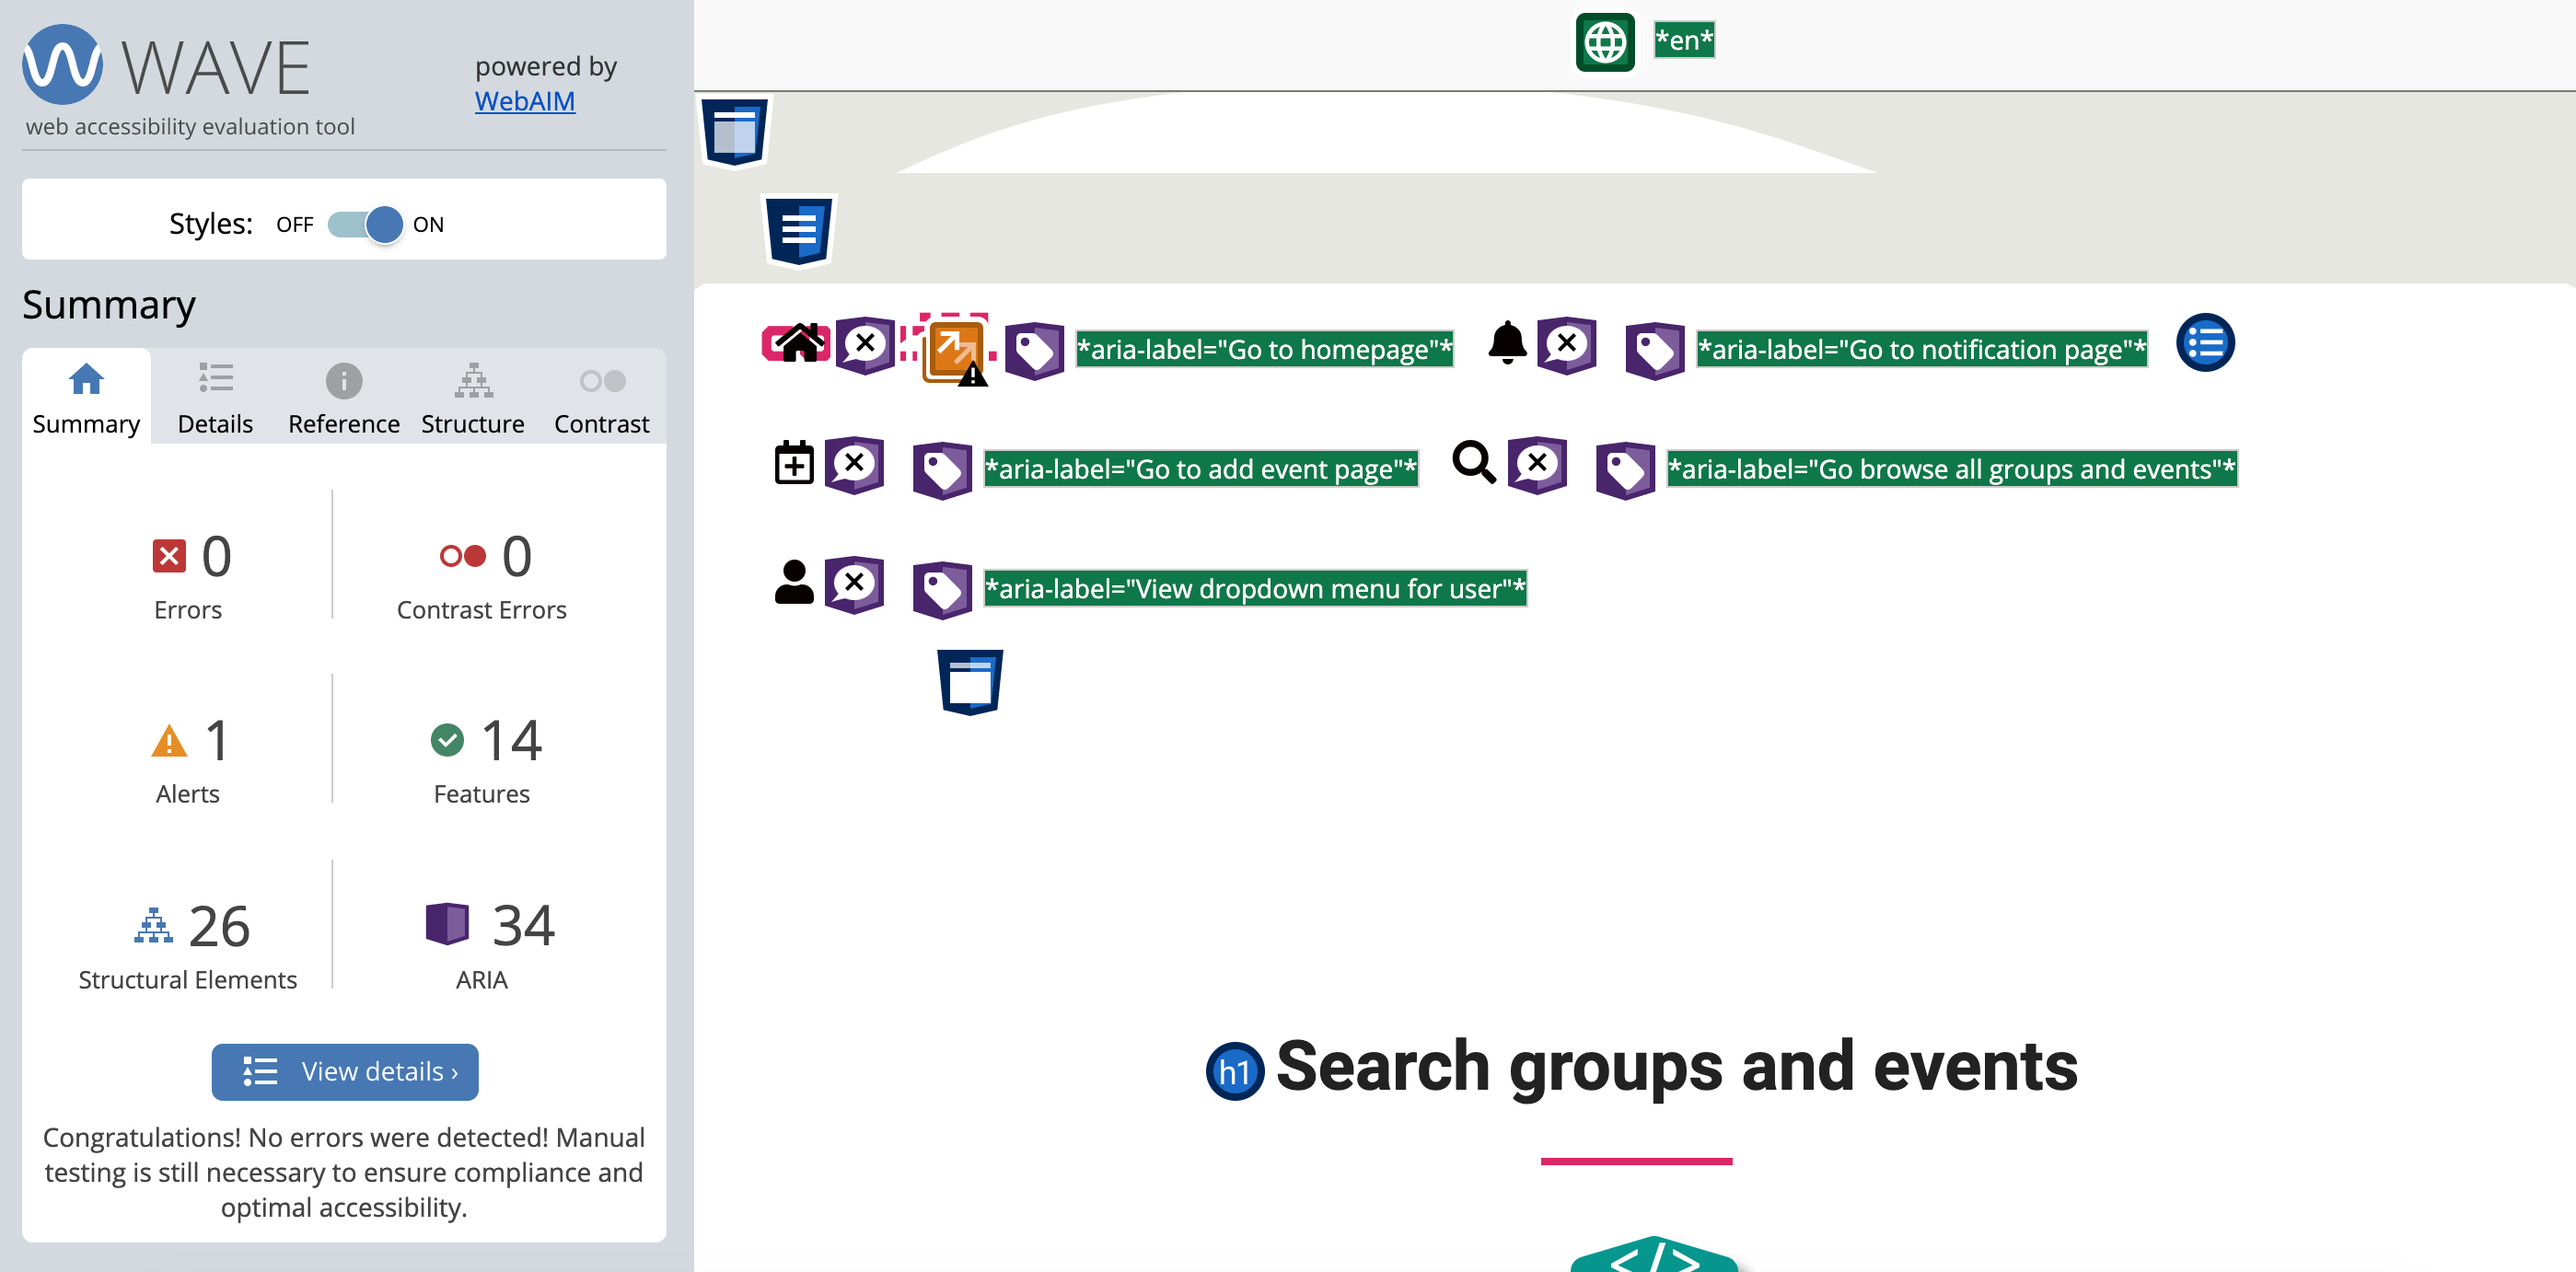 WAVE
powered by
WebAIM
web accessibility evaluation tool
Styles: OFF ON
Summary
Summary Details Reference Structure Contrast
0
Errors
0
Contrast Errors
1
Alerts
14
Features
26
Structural Elements
34
ARIA
View details ›
Congratulations! No errors were detected! Manual
testing is still necessary to ensure compliance and
optimal accessibility.
*en*
*aria-label="Go to homepage"* *aria-label="Go to notification page"*
*aria-label="Go to add event page"* *aria-label="Go browse all groups and events"*
*aria-label="View dropdown menu for user"*
h1 Search groups and events
</>